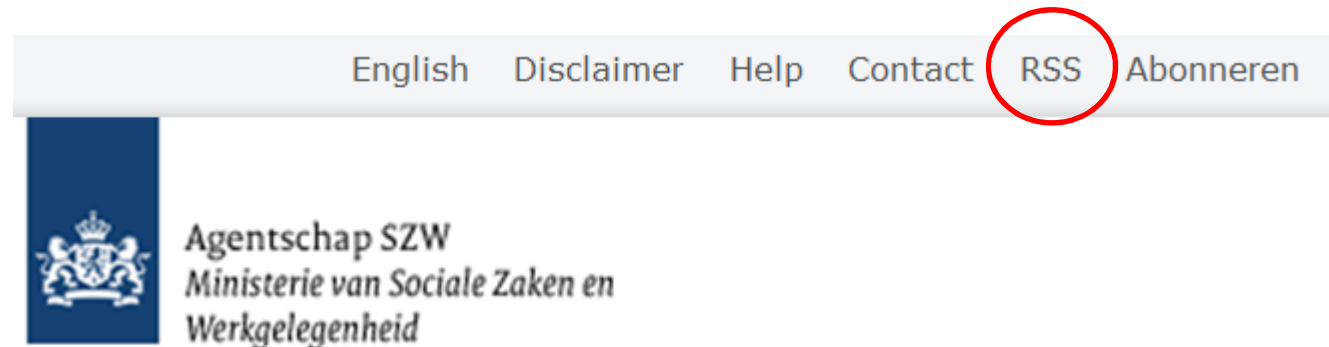 English Disclaimer Help Contact RSS Abonneren
Agentschap SZW
Ministerie van Sociale Zaken en
Werkgelegenheid